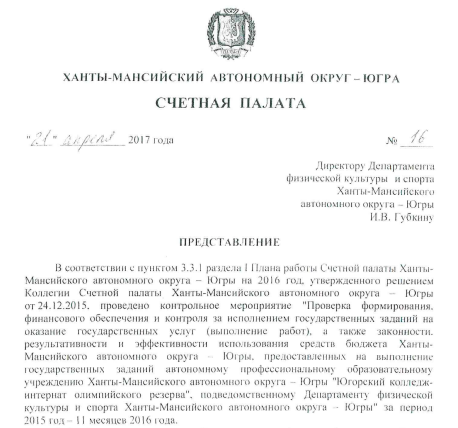 ХАНТЫ-МАНСИЙСКИЙ АВТОНОМНЫЙ ОКРУГ – ЮГРА
СЧЕТНАЯ ПАЛАТА
"21" апреля 2017 года № 16
Директору Департамента
физической культуры и спорта
Ханты-Мансийского
автономного округа – Югры
И.В. Губкину
ПРЕДСТАВЛЕНИЕ
В соответствии с пунктом 3.3.1 раздела I Плана работы Счетной палаты Ханты-
Мансийского автономного округа – Югры на 2016 год, утвержденного решением
Коллегии Счетной палаты Ханты-Мансийского автономного округа – Югры
от 24.12.2015, проведено контрольное мероприятие "Проверка формирования,
финансового обеспечения и контроля за исполнением государственных заданий на
оказание государственных услуг (выполнение работ), а также законности,
результативности и эффективности использования средств бюджета Ханты-
Мансийского автономного округа – Югры, предоставленных на выполнение
государственных заданий автономному профессиональному образовательному
учреждению Ханты-Мансийского автономного округа – Югры "Югорский колледж-
интернат олимпийского резерва", подведомственному Департаменту физической
культуры и спорта Ханты-Мансийского автономного округа – Югры" за период
2015 год – 11 месяцев 2016 года.